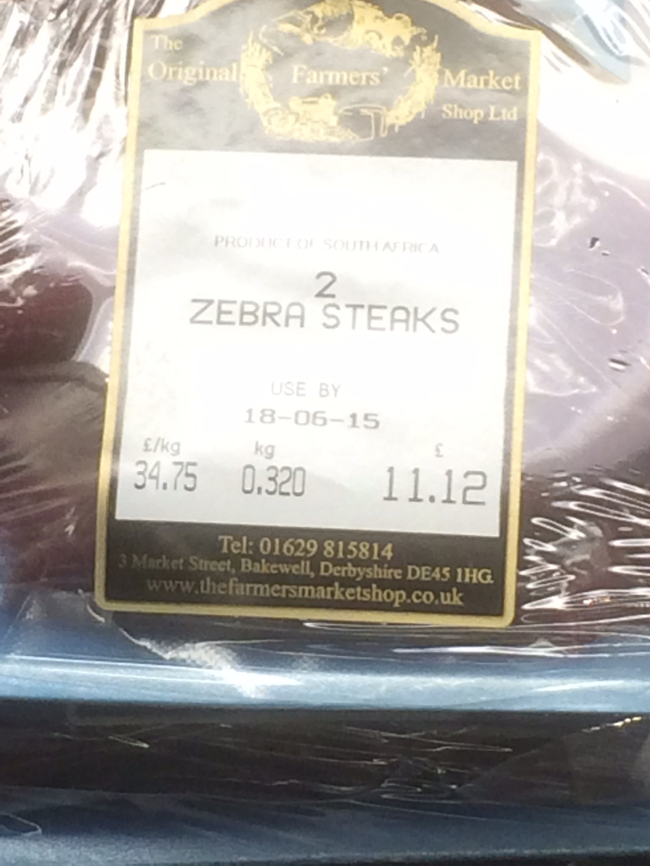 The
Original Farmers' Market
Shop Ltd
PRODUCT OF SOUTH AFRICA
2
ZEBRA STEAKS
USE BY
18-06-15
£/kg kg £
34.75 0.320 11.12
Tel: 01629 815814
3 Market Street, Bakewell, Derbyshire DE45 1HG
www.thefarmersmarketshop.co.uk